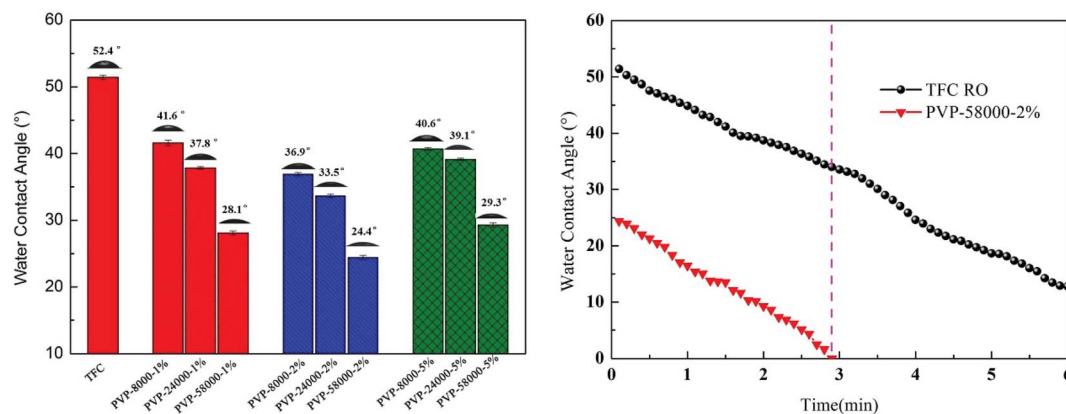 60
50
40
30
20
10
Water Contact Angle (°)
52.4 °
41.6 °
37.8 °
28.1 °
36.9°
33.5°
24.4°
40.6°
39.1°
29.3°
TFC
PVP-8000-1%
PVP-24000-1%
PVP-58000-1%
PVP-8000-2%
PVP-24000-2%
PVP-58000-2%
PVP-8000-5%
PVP-24000-5%
PVP-58000-5%
60
50
40
30
20
10
0
Water Contact Angle (°)
TFC RO
PVP-58000-2%
0 1 2 3 4 5 6
Time(min)